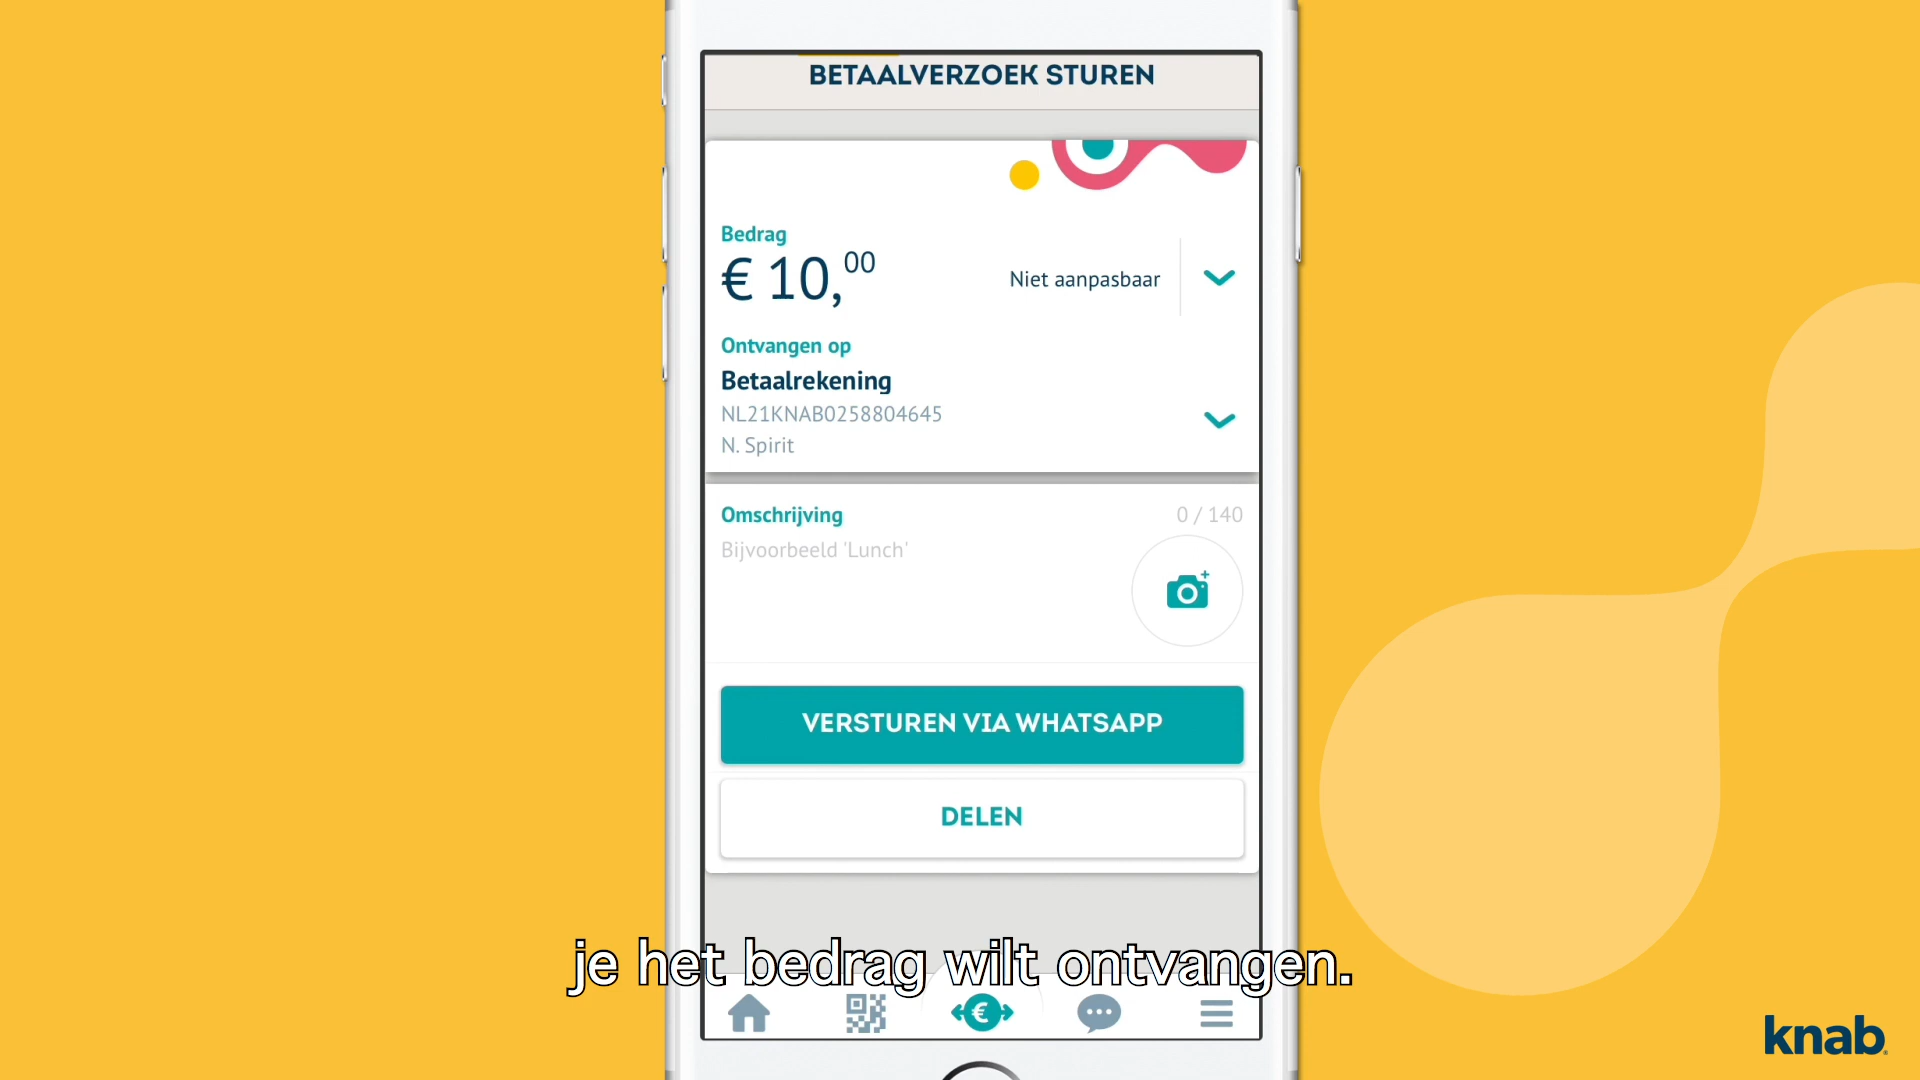 BETAALVERZOEK STUREN
Bedrag
€ 10,00
Niet aanpasbaar
Ontvangen op
Betaalrekening
NL21KNAB0258804645
N. Spirit
Omschrijving
0 / 140
Bijvoorbeeld 'Lunch'
VERSTUREN VIA WHATSAPP
DELEN
je het bedrag wilt ontvangen.
€
knab